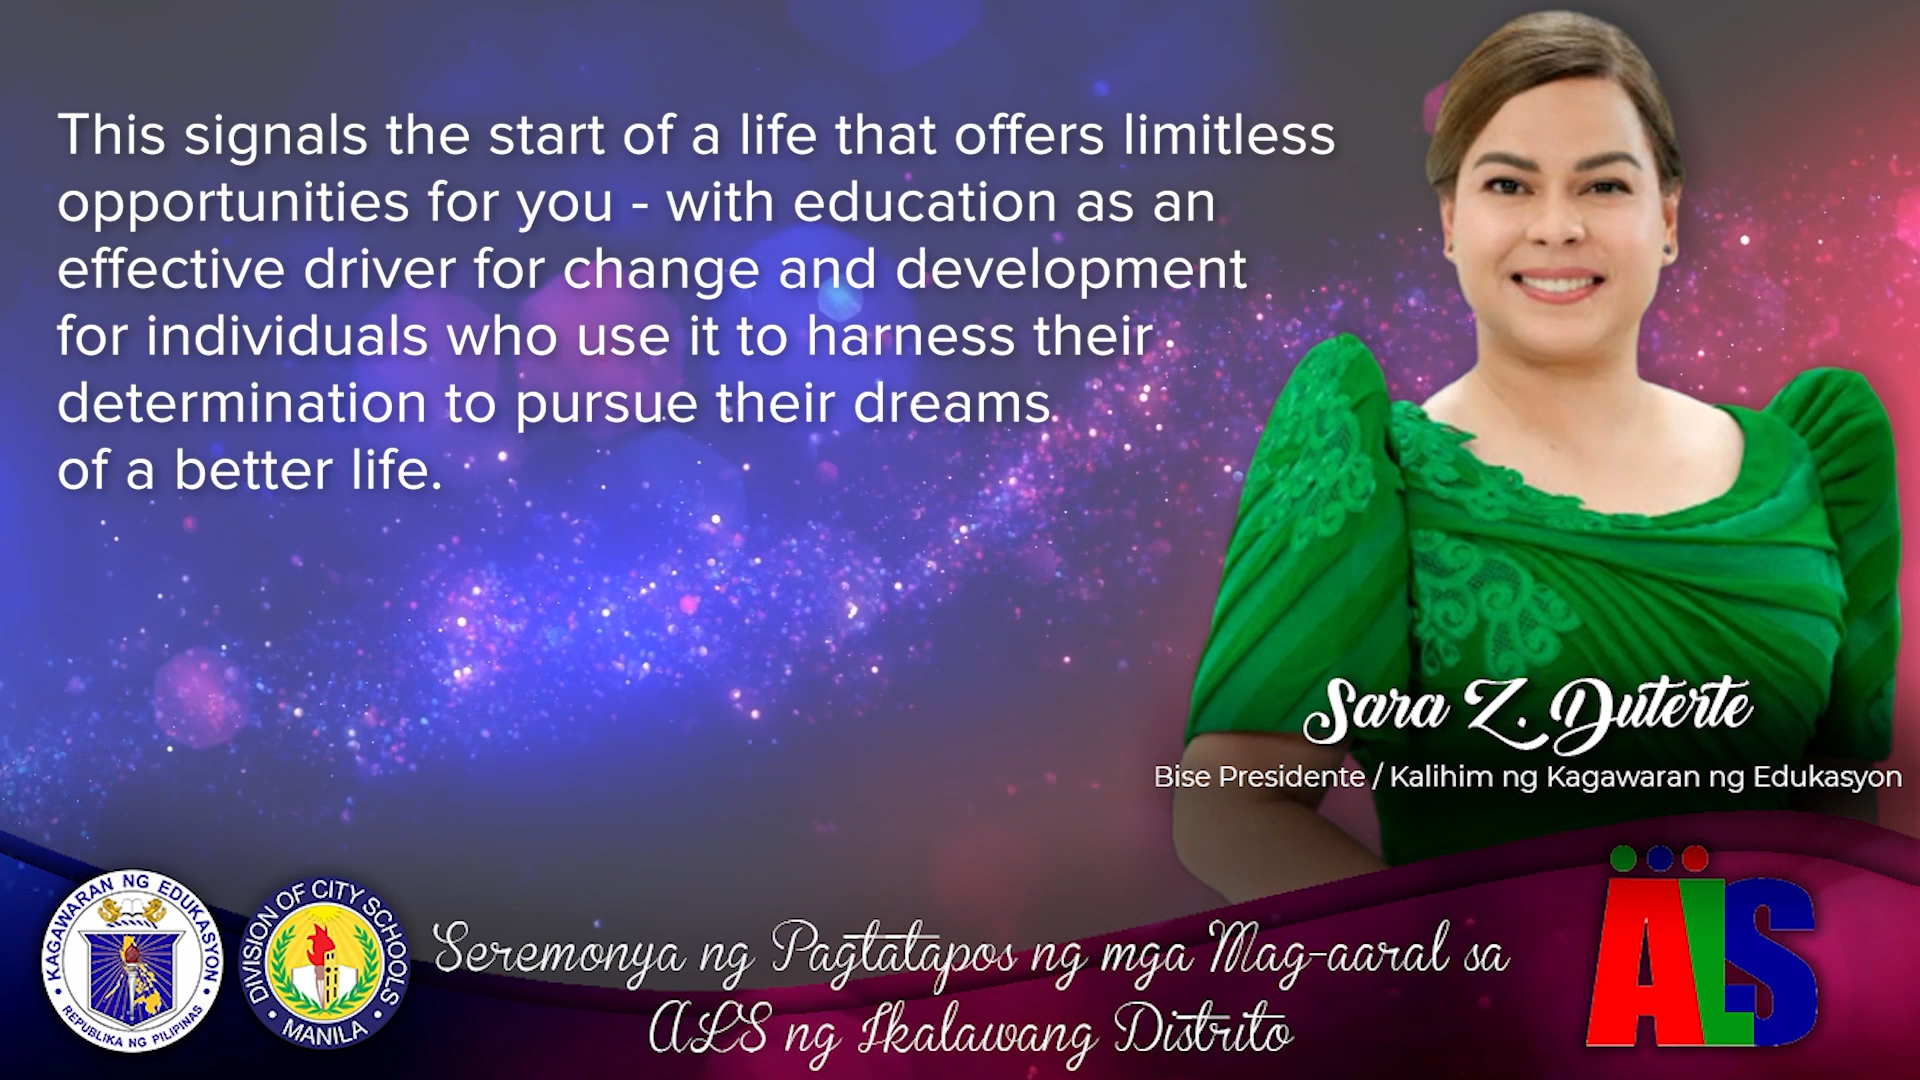 This signals the start of a life that offers limitless
opportunities for you - with education as an
effective driver for change and development
for individuals who use it to harness their
determination to pursue their dreams
of a better life.
Sara Z. Duterte
Bise Presidente / Kalihim ng Kagawaran ng Edukasyon
KAGAWARAN NG EDUKASYON
REPUBLIKA NG PILIPINAS
DIVISION OF CITY SCHOOLS
MANILA
Seremonya ng Pagtatapos ng mga Mag-aaral sa
ALS ng Ikalawang Distrito
ALS